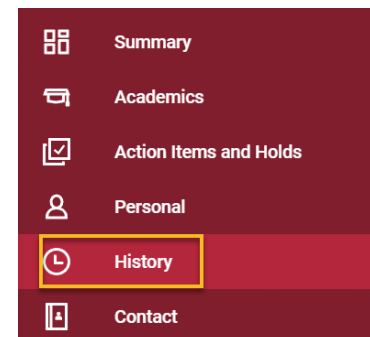 Summary
Academics
Action Items and Holds
Personal
History
Contact